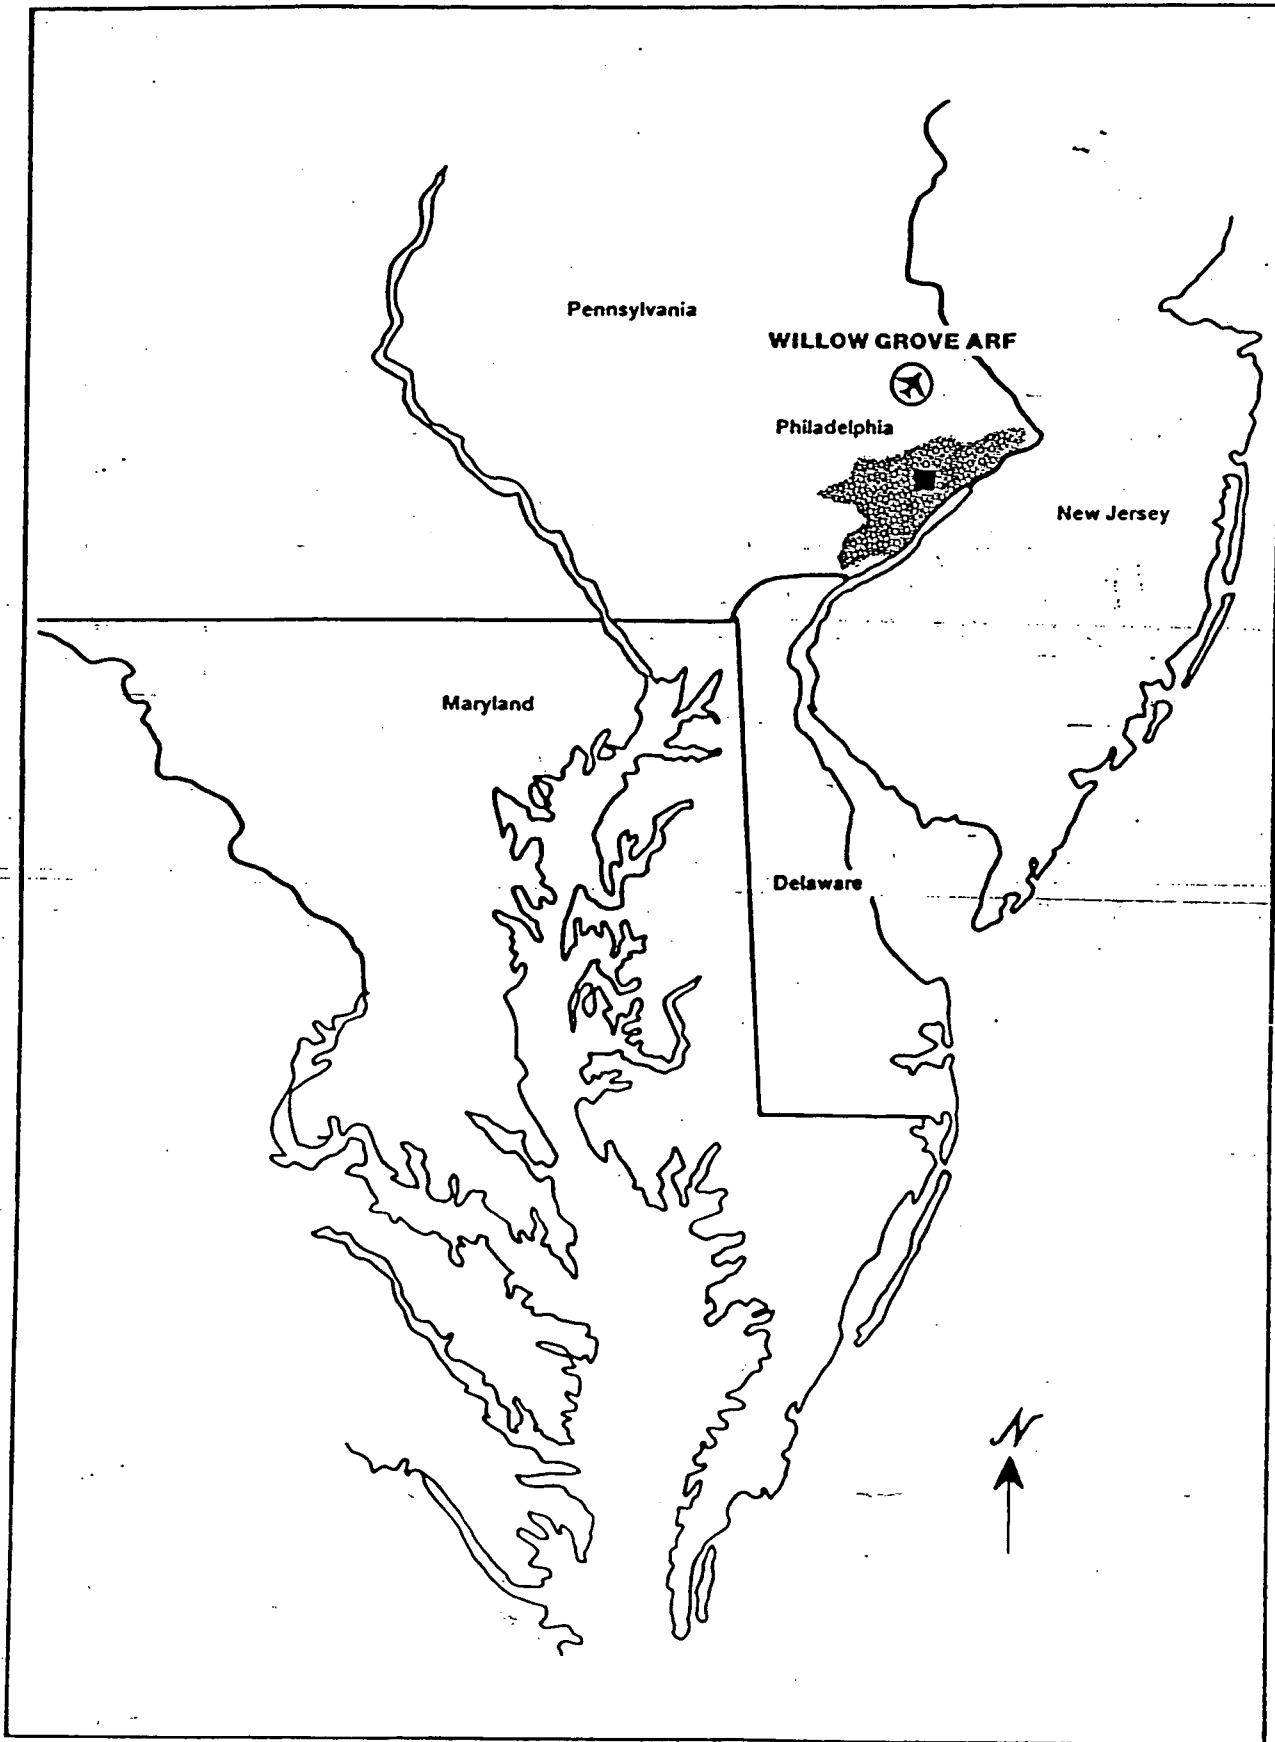 Pennsylvania
WILLOW GROVE ARF
Philadelphia
New Jersey
Maryland
Delaware
N